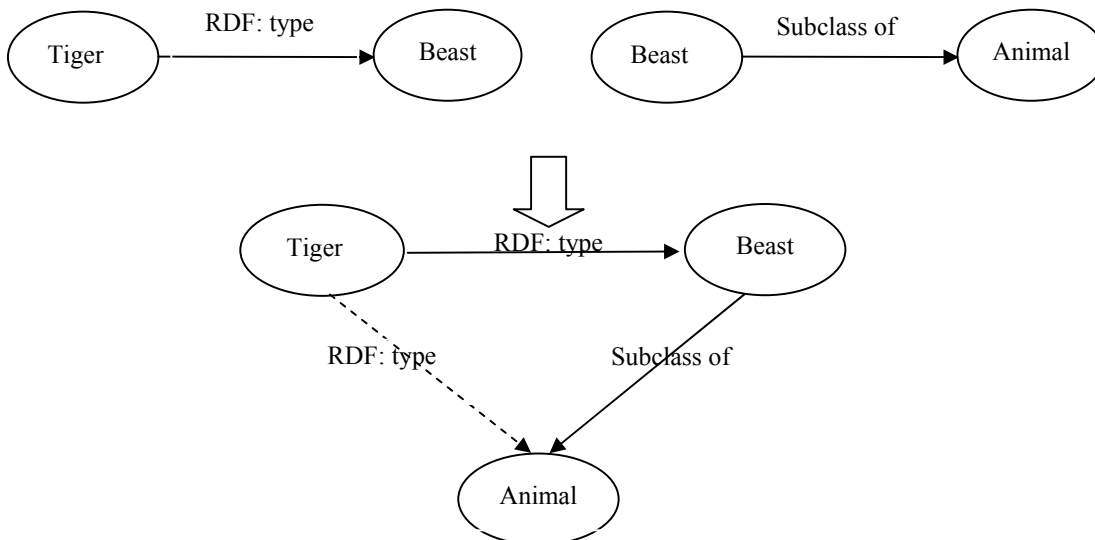 Tiger
RDF: type
Beast
Beast
Subclass of
Animal
Tiger
RDF: type
Beast
RDF: type
Subclass of
Animal